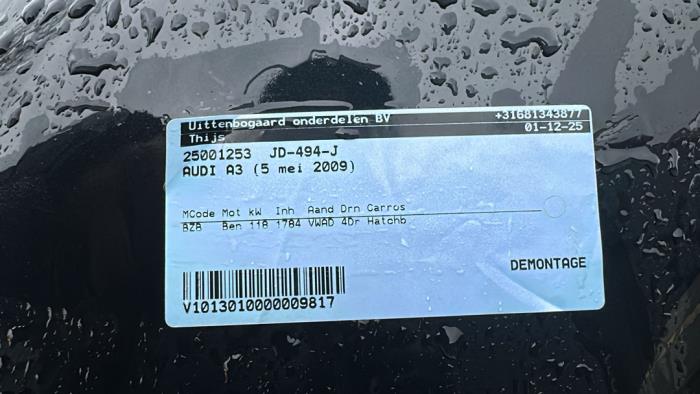 Uittenbogaard onderdelen BV +31681343877
Thijs 01-12-25
25001253 JD-494-J
AUDI A3 (5 mei 2009)
MCode Mot kW Inh Aand Drn Carros
BZB Ben 118 1784 VWAD 4Dr Hatchb
DEMONTAGE
V1013010000009817